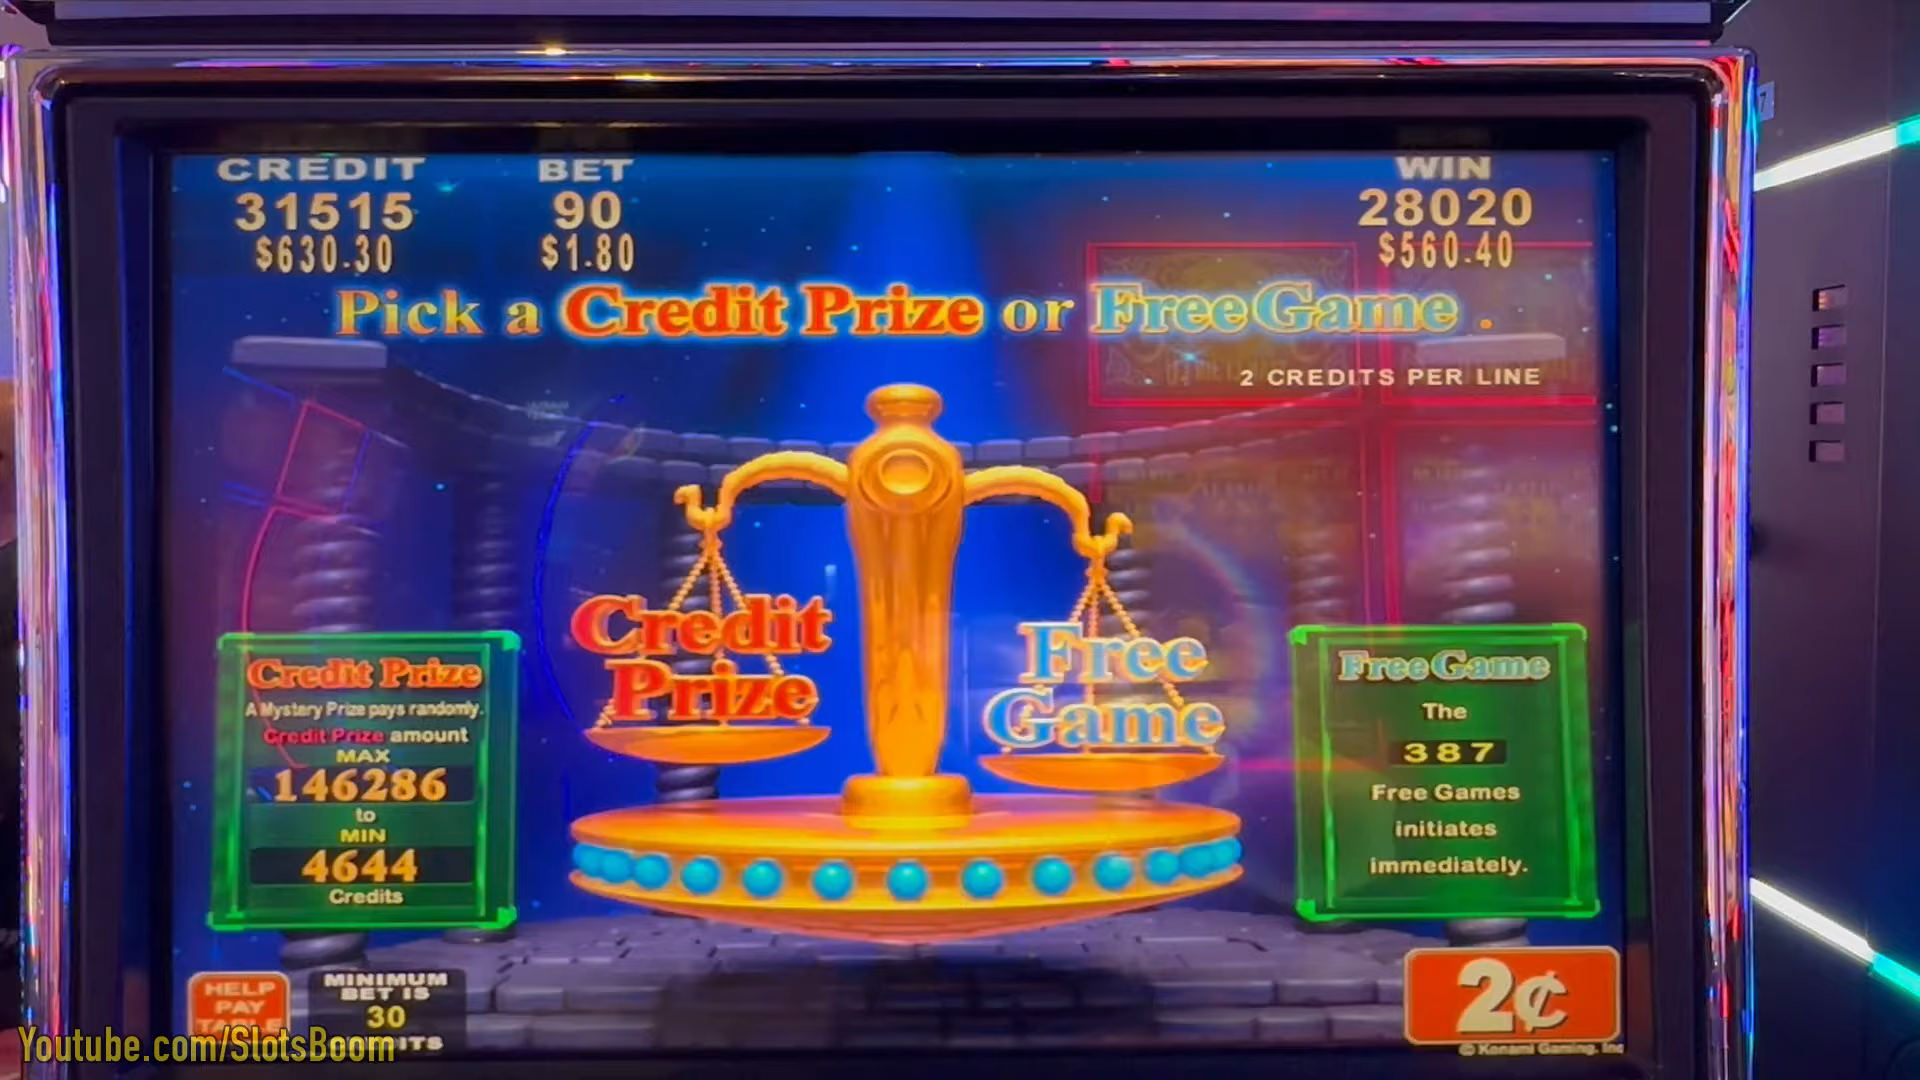 CREDIT
31515
$630.30
BET
90
$1.80
WIN
28020
$560.40
Pick a Credit Prize or Free Game .
2 CREDITS PER LINE
Credit
Prize
Free
Game
Credit Prize
A Mystery Prize pays randomly.
Credit Prize amount
MAX
146286
to
MIN
4644
Credits
Free Game
The
387
Free Games
initiates
immediately.
HELP
PAY
TABLE
MINIMUM
BET IS
30
2¢
© Konami Gaming, Inc
Youtube.com/SlotsBoom